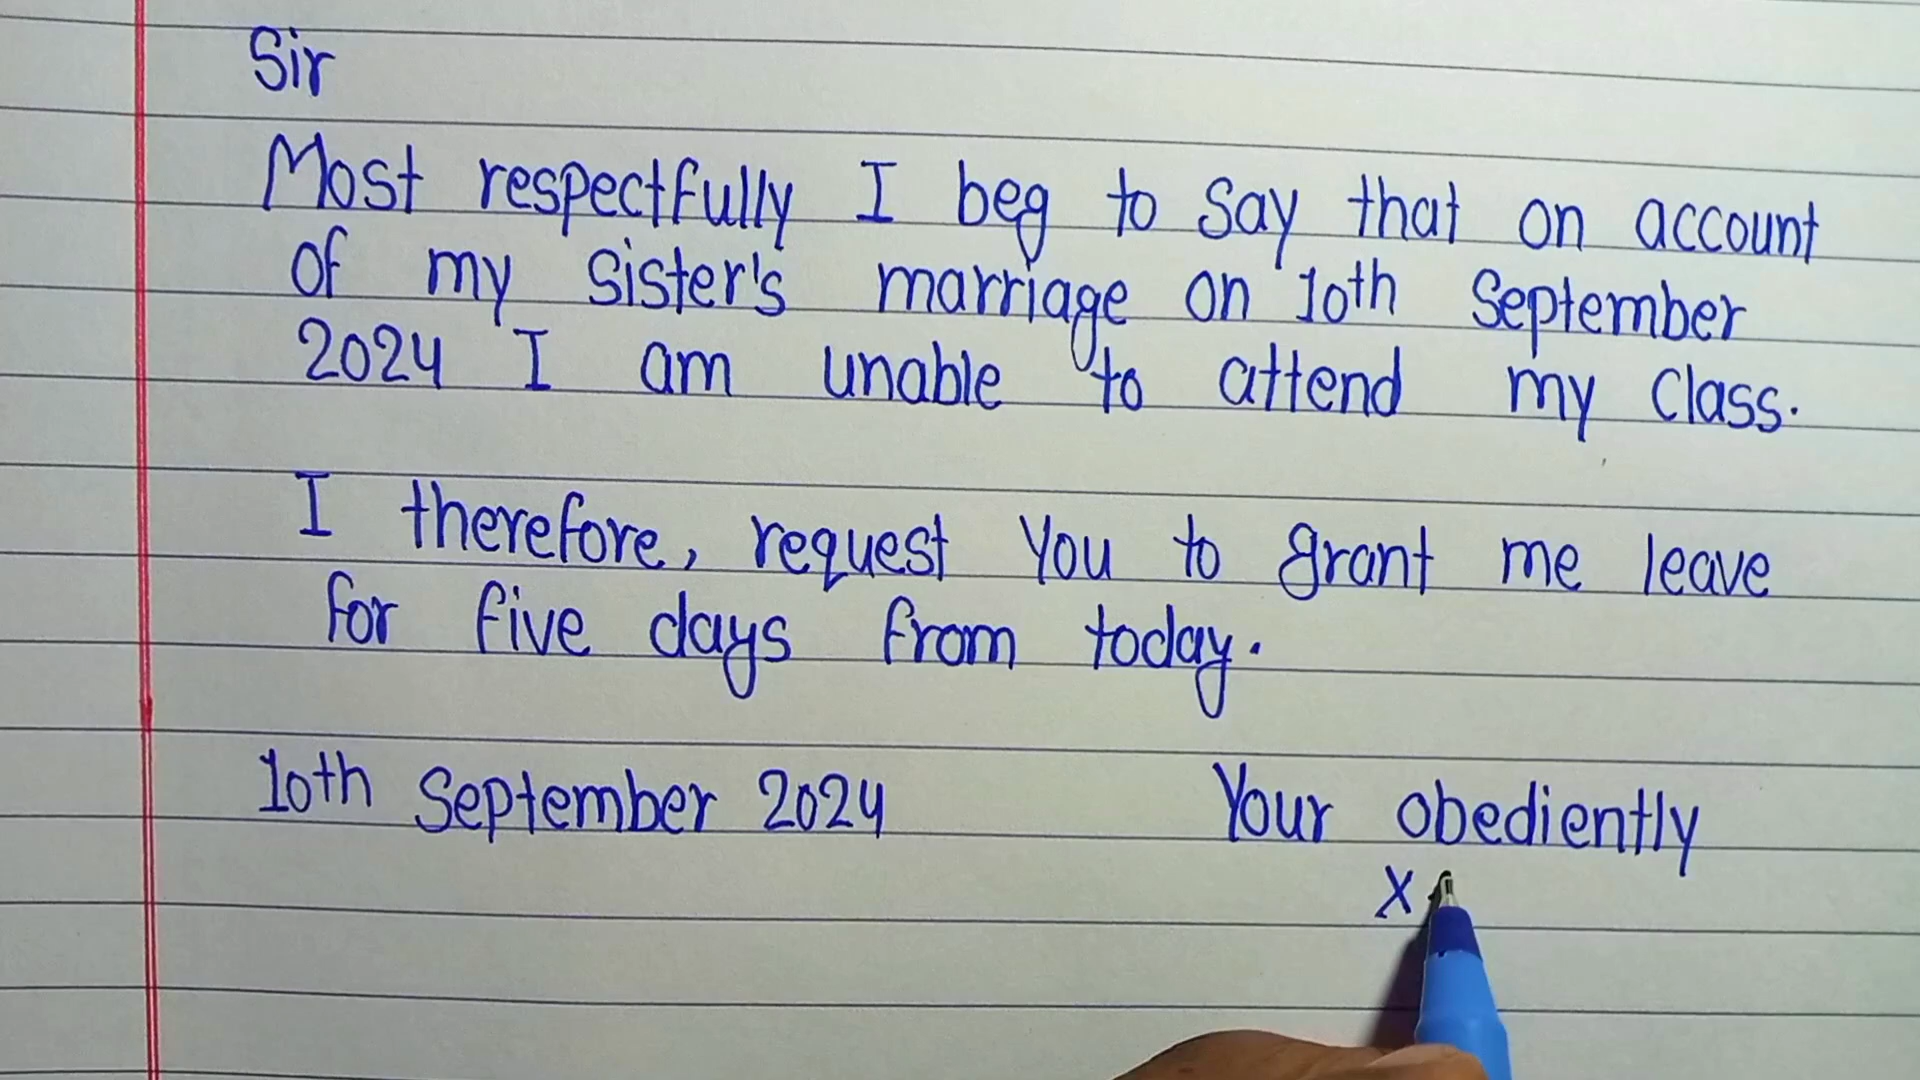 Sir
Most respectfully I beg to say that on account
of my sister's marriage on 10th September
2024 I am unable to attend my class.
I therefore, request you to grant me leave
for five days from today.
10th September 2024 Your obediently
X